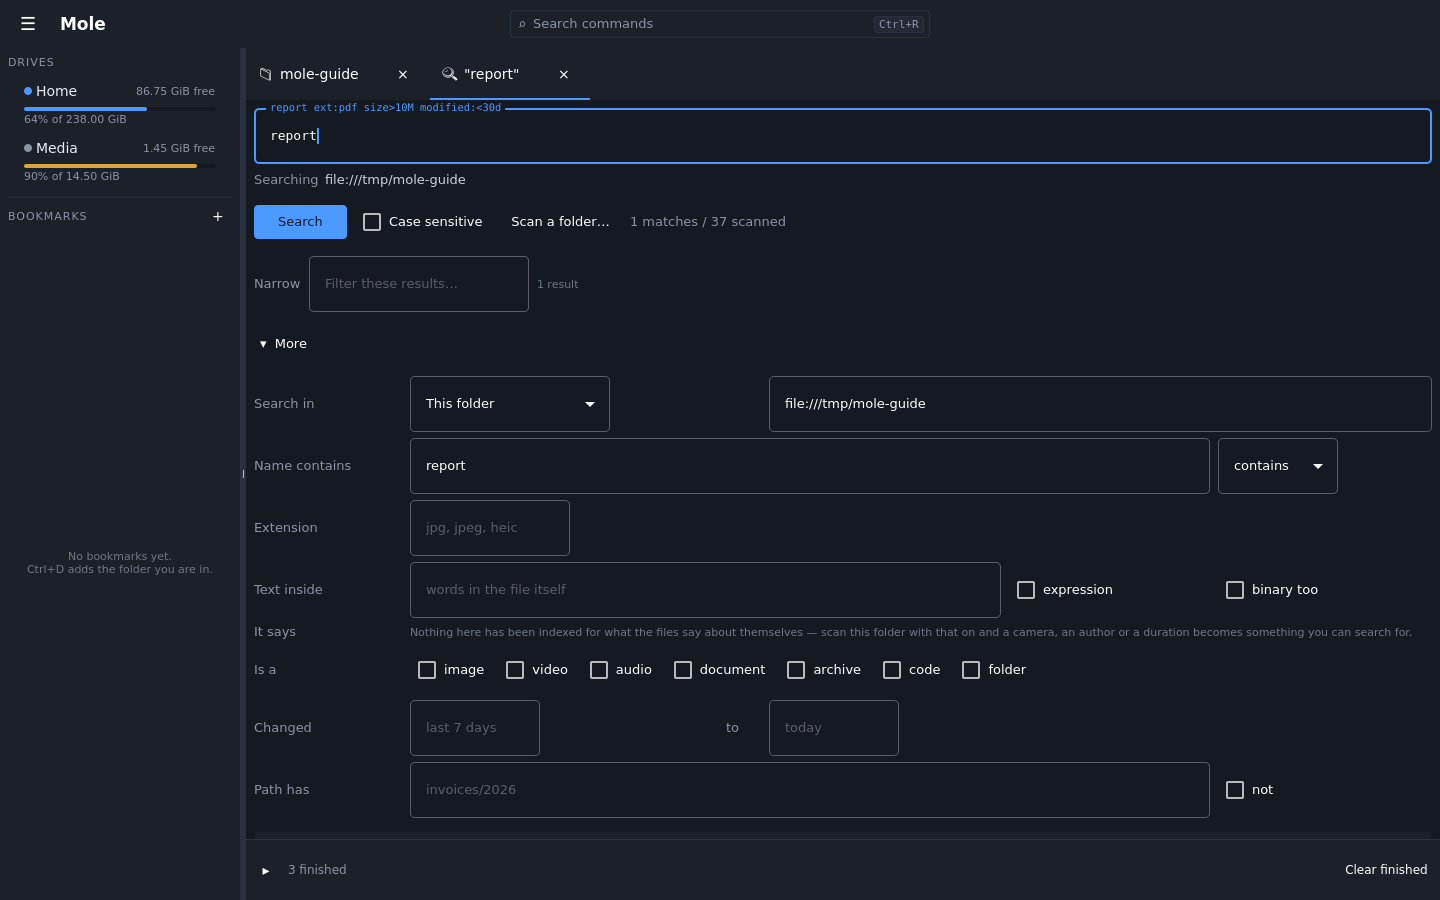 ☰ Mole
Search commands Ctrl+R
DRIVES
Home 86.75 GiB free
64% of 238.00 GiB
Media 1.45 GiB free
90% of 14.50 GiB
BOOKMARKS +
No bookmarks yet.
Ctrl+D adds the folder you are in.
mole-guide × "report" ×
report ext:pdf size>10M modified:<30d
report
Searching file:///tmp/mole-guide
Search Case sensitive Scan a folder… 1 matches / 37 scanned
Narrow Filter these results… 1 result
▾ More
Search in This folder file:///tmp/mole-guide
Name contains report contains
Extension jpg, jpeg, heic
Text inside words in the file itself expression binary too
It says Nothing here has been indexed for what the files say about themselves — scan this folder with that on and a camera, an author or a duration becomes something you can search for.
Is a image video audio document archive code folder
Changed last 7 days to today
Path has invoices/2026 not
▸ 3 finished Clear finished